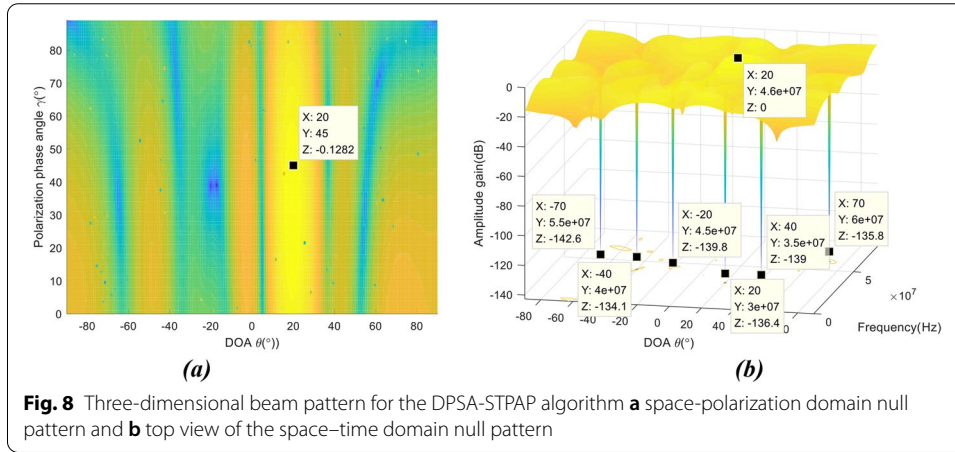 80
70
60
50
40
30
20
10
0
Polarization phase angle γ(°)
X: 20
Y: 45
Z: -0.1282
-80 -60 -40 -20 0 20 40 60 80
DOA θ(°))
(a)
0
-20
-40
-60
-80
-100
-120
-140
Amplitude gain(dB)
X: 20
Y: 4.6e+07
Z: 0
X: -70
Y: 5.5e+07
Z: -142.6
X: -40
Y: 4e+07
Z: -134.1
X: -20
Y: 4.5e+07
Z: -139.8
X: 40
Y: 3.5e+07
Z: -139
X: 20
Y: 3e+07
Z: -136.4
X: 70
Y: 6e+07
Z: -135.8
-80 -60 -40 -20 0 20 40 60 80
DOA θ(°)
0
5
×10⁷
Frequency(Hz)
(b)
Fig. 8 Three-dimensional beam pattern for the DPSA-STPAP algorithm a space-polarization domain null
pattern and b top view of the space–time domain null pattern